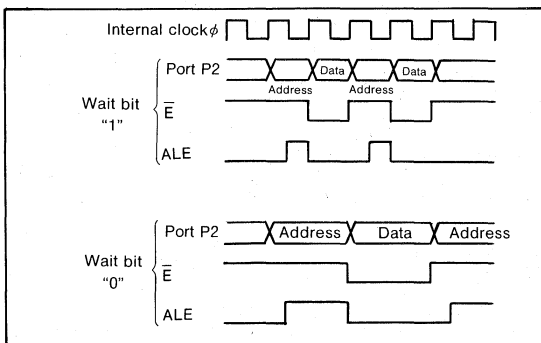 Internal clock ϕ
Port P2
Data
Data
Address
Address
Wait bit
"1"
E̅
ALE
Port P2
Address
Data
Address
Wait bit
"0"
E̅
ALE